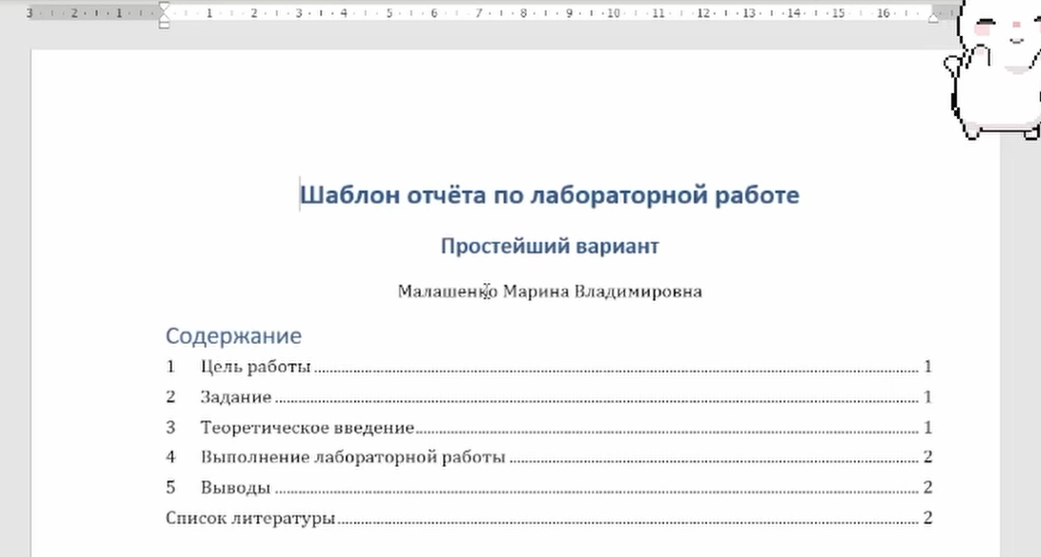 3 2 1 1 2 3 4 5 6 7 8 9 10 11 12 13 14 15 16
Шаблон отчёта по лабораторной работе
Простейший вариант
Малашенко Марина Владимировна
Содержание
1 Цель работы 1
2 Задание 1
3 Теоретическое введение 1
4 Выполнение лабораторной работы 2
5 Выводы 2
Список литературы 2